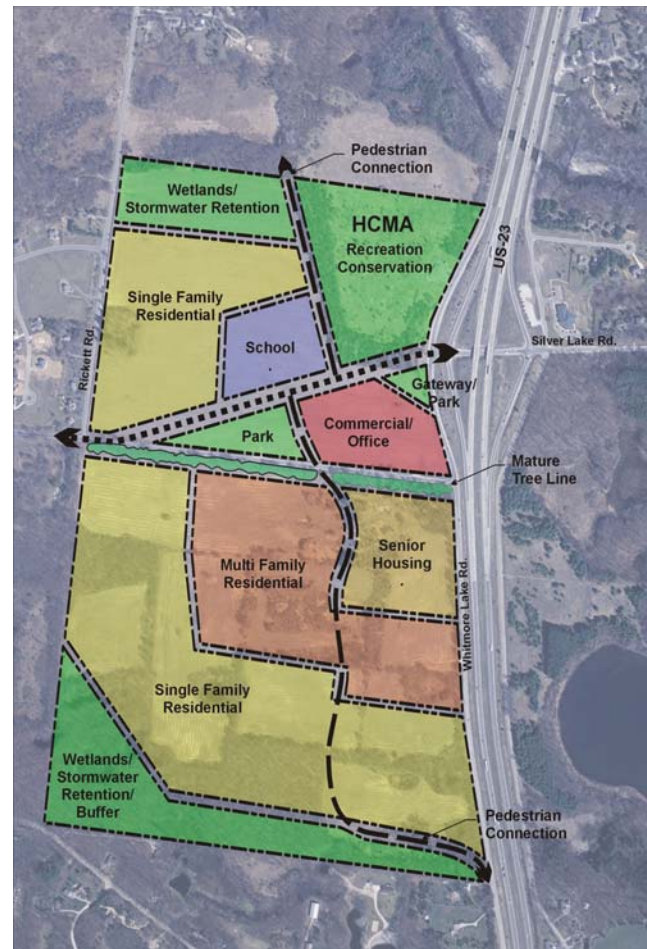 Pedestrian
Connection
Wetlands/
Stormwater Retention
HCMA
Recreation
Conservation
US-23
Single Family
Residential
School
Silver Lake Rd.
Rickett Rd.
Gateway/
Park
Commercial/
Office
Park
Mature
Tree Line
Senior
Housing
Multi Family
Residential
Whitmore Lake Rd.
Single Family
Residential
Wetlands/
Stormwater
Retention/
Buffer
Pedestrian
Connection